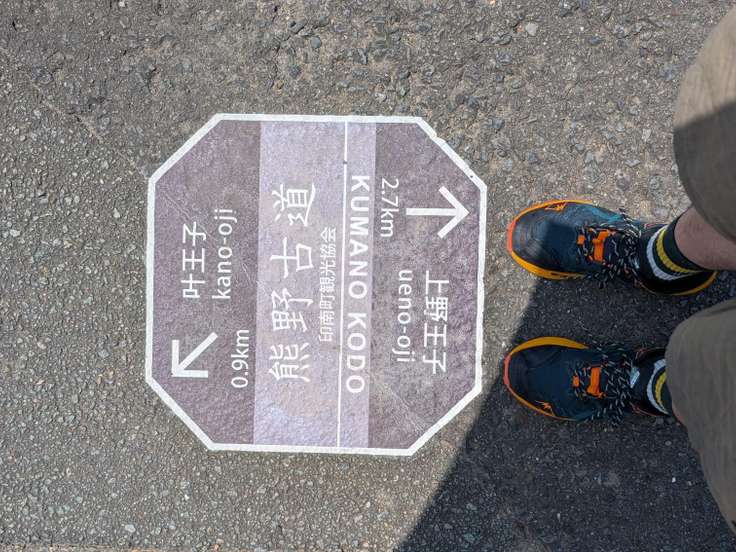 叶王子
kano-oji
0.9km
熊野古道
印南町観光協会
上野王子
ueno-oji
2.7km
KUMANO KODO